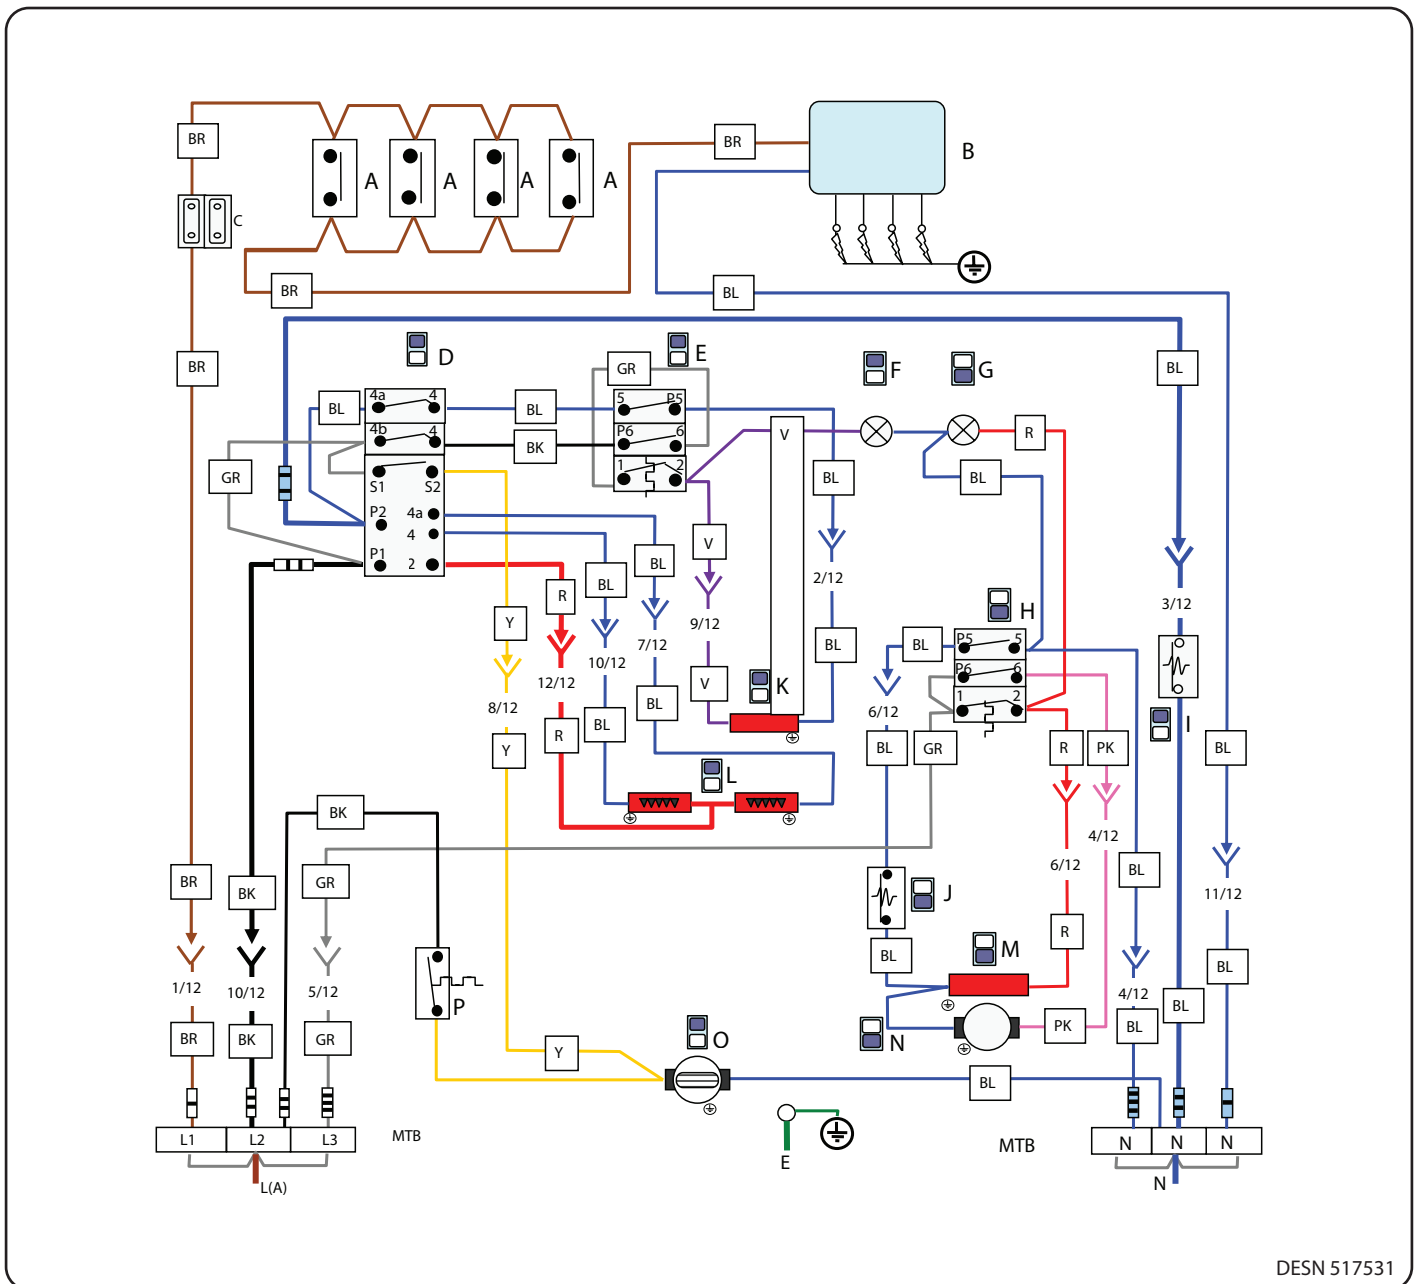 BR
BR
B
A
A
A
A
C
BR
BL
D
E
F
G
GR
BR
BL
4a
4
BL
BL
5
P5
V
R
4b
4
BK
P6
6
GR
S1
S2
1
2
BL
BL
P2
4a
4
P1
2
V
BL
BL
R
2/12
3/12
H
Y
9/12
BL
BL
P5
5
10/12
7/12
P6
6
12/12
V
K
1
2
8/12
BL
6/12
I
BL
R
Y
BL
GR
R
PK
BL
L
BK
4/12
BR
GR
6/12
BL
BK
J
11/12
R
BL
M
BL
1/12
10/12
5/12
4/12
P
BL
BR
BK
GR
PK
BL
N
O
Y
BL
L1
L2
L3
MTB
MTB
N
N
N
E
L(A)
N
DESN 517531